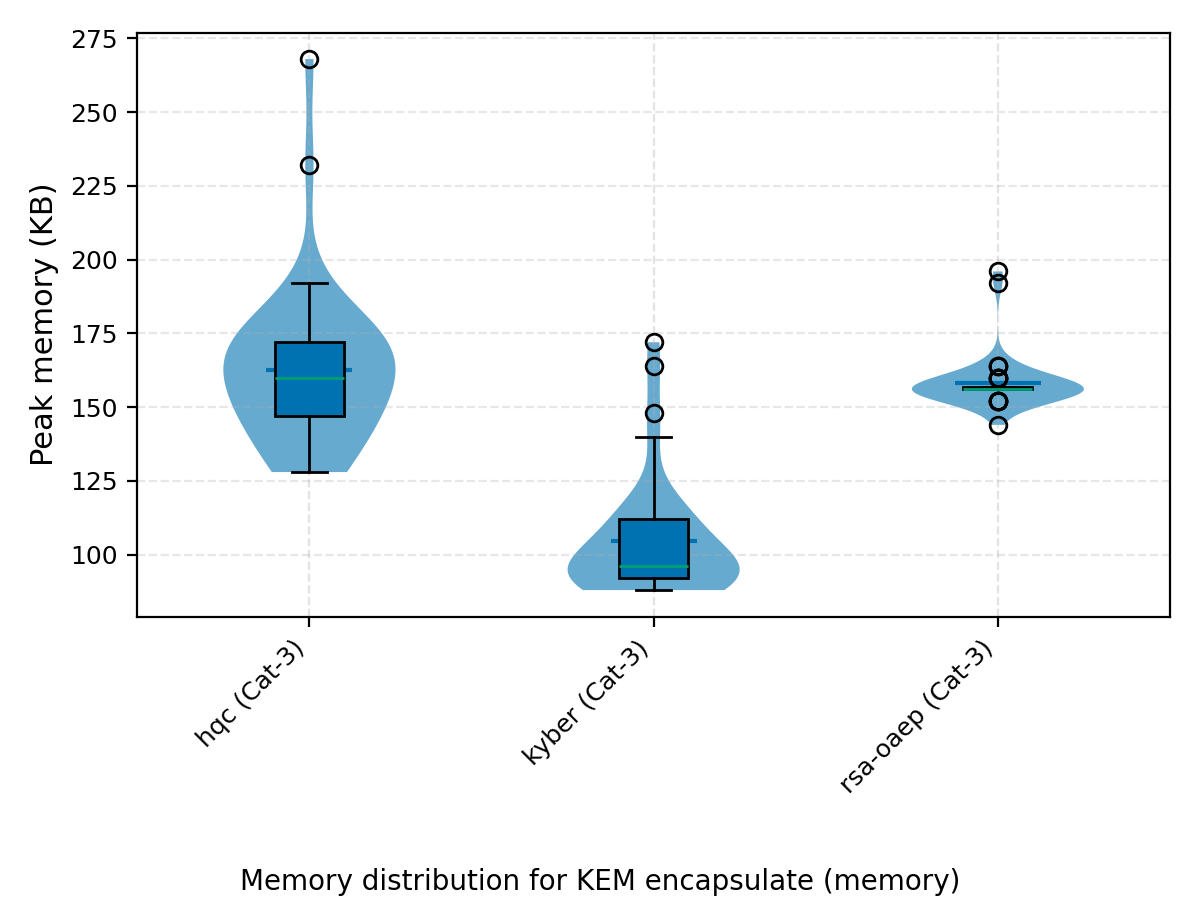 275
250
225
200
175
150
125
100
Peak memory (KB)
hqc (Cat-3)
kyber (Cat-3)
rsa-oaep (Cat-3)
Memory distribution for KEM encapsulate (memory)